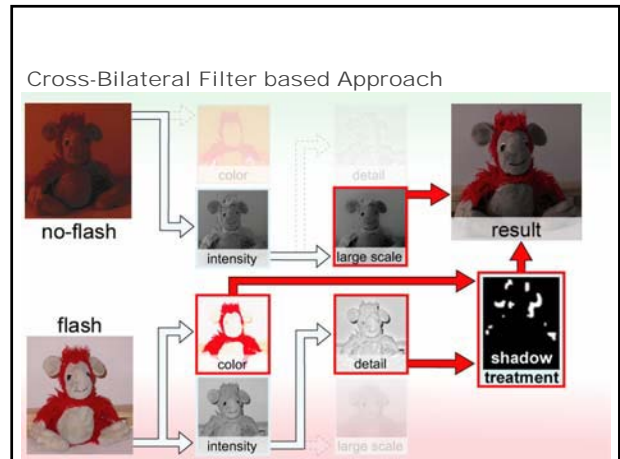 Cross-Bilateral Filter based Approach
color
detail
no-flash
intensity
large scale
result
flash
color
detail
shadow
treatment
intensity
large scale